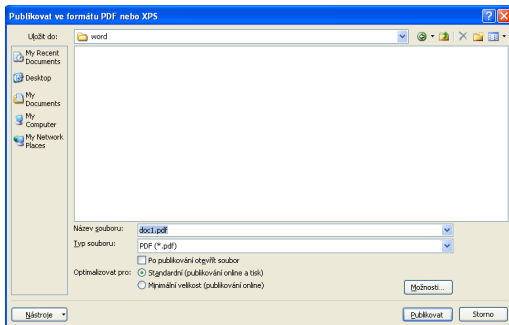 Publikovat ve formátu PDF nebo XPS
Uložit do:
word
My Recent
Documents
Desktop
My
Documents
My
Computer
My Network
Places
Název souboru:
doc1.pdf
Typ souboru:
PDF (*.pdf)
Po publikování otevřít soubor
Optimalizovat pro:
Standardní (publikování online a tisk)
Minimální velikost (publikování online)
Možnosti...
Nástroje
Publikovat
Storno